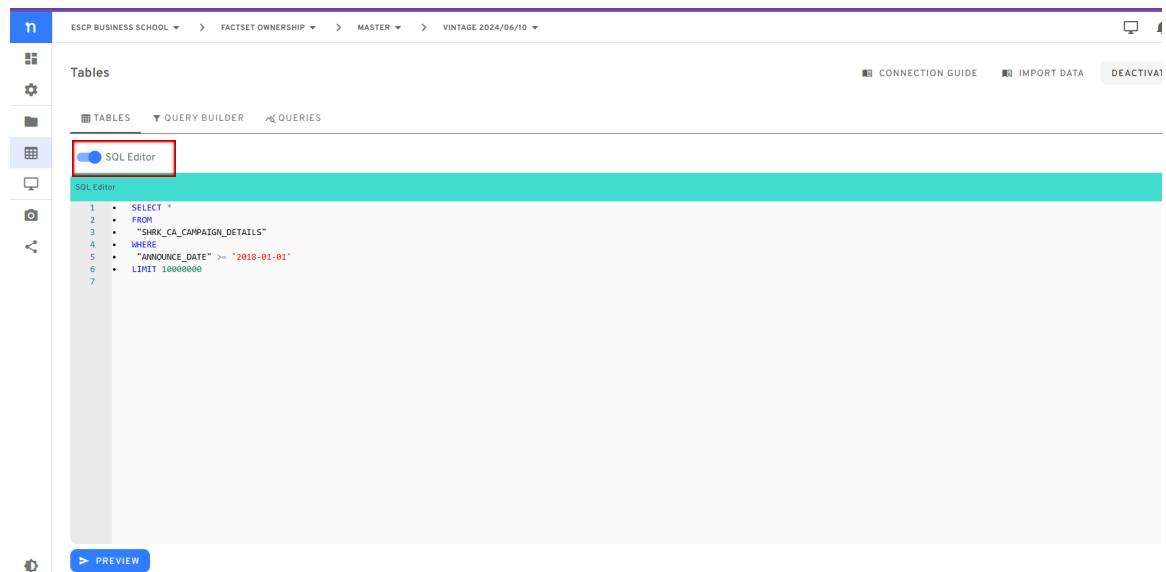 n
ESCP BUSINESS SCHOOL > FACTSET OWNERSHIP > MASTER > VINTAGE 2024/06/10
Tables
CONNECTION GUIDE IMPORT DATA DEACTIVAT
TABLES QUERY BUILDER QUERIES
SQL Editor
SQL Editor
1 • SELECT *
2 • FROM
3 • "SHRK_CA_CAMPAIGN_DETAILS"
4 • WHERE
5 • "ANNOUNCE_DATE" >= '2018-01-01'
6 • LIMIT 10000000
7
PREVIEW